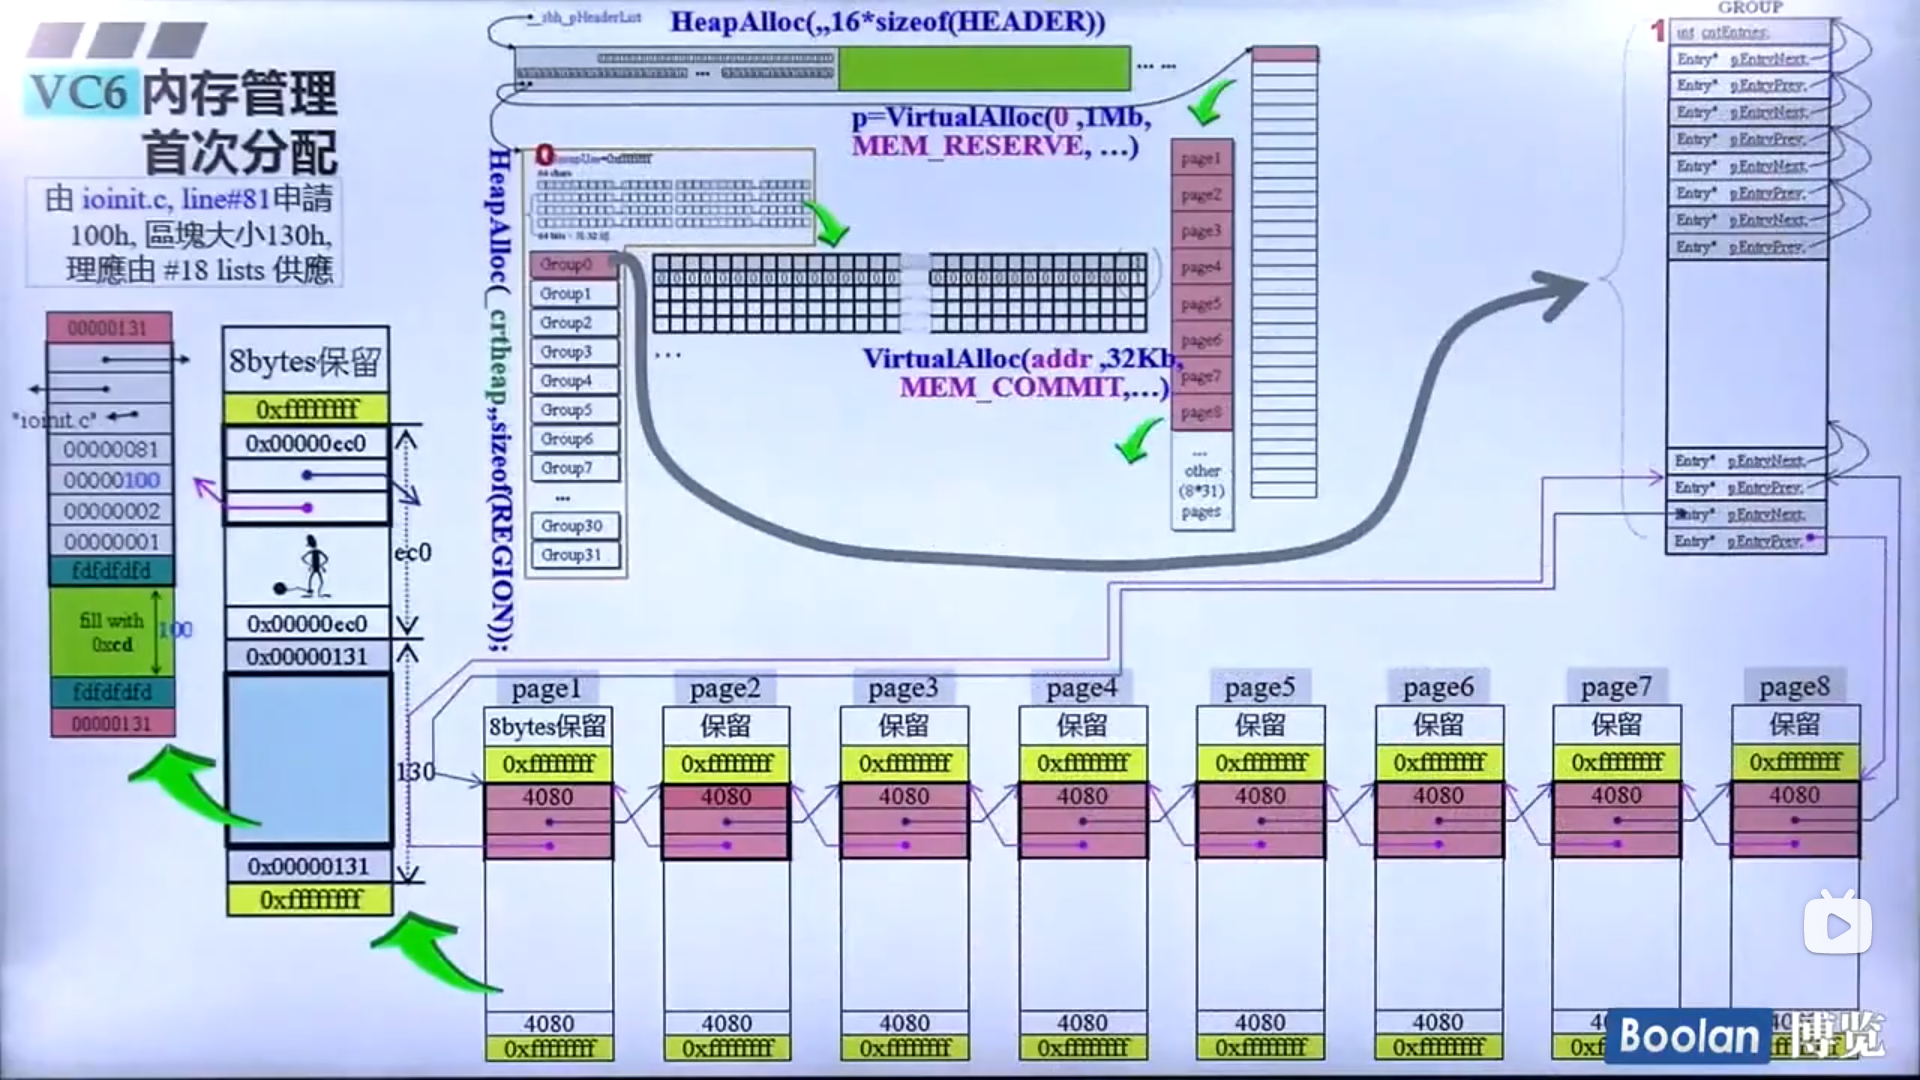 VC6 内存管理
首次分配
由 ioinit.c, line#81申請
100h, 區塊大小130h,
理應由 #18 lists 供應
00000131
"ioinit.c"
00000081
00000100
00000002
00000001
fdfdfdfd
fill with
0xcd
100
fdfdfdfd
00000131
8bytes保留
0xffffffff
0x00000ec0
ec0
0x00000ec0
0x00000131
130
0x00000131
0xffffffff
__sbh_pHeaderList
HeapAlloc(,,16*sizeof(HEADER))
... ...
...
p=VirtualAlloc(0 ,1Mb,
MEM_RESERVE, ...)
HeapAlloc(_crtheap,,sizeof(REGION));
0
64 chars
Group0
Group1
Group2
Group3
Group4
Group5
Group6
Group7
...
Group30
Group31
...
VirtualAlloc(addr ,32Kb,
MEM_COMMIT,...)
page1
page2
page3
page4
page5
page6
page7
page8
...
other
(8*31)
pages
GROUP
1
int cntEntries;
Entry* pEntryNext;
Entry* pEntryPrev;
Entry* pEntryNext;
Entry* pEntryPrev;
Entry* pEntryNext;
Entry* pEntryPrev;
Entry* pEntryNext;
Entry* pEntryPrev;
Entry* pEntryNext;
Entry* pEntryPrev;
Entry* pEntryNext;
Entry* pEntryPrev;
page1 page2 page3 page4 page5 page6 page7 page8
8bytes保留 保留 保留 保留 保留 保留 保留 保留
0xffffffff 0xffffffff 0xffffffff 0xffffffff 0xffffffff 0xffffffff 0xffffffff 0xffffffff
4080 4080 4080 4080 4080 4080 4080 4080
4080 4080 4080 4080 4080 4080
0xffffffff 0xffffffff 0xffffffff 0xffffffff 0xffffffff 0xffffffff
Boolan 博览